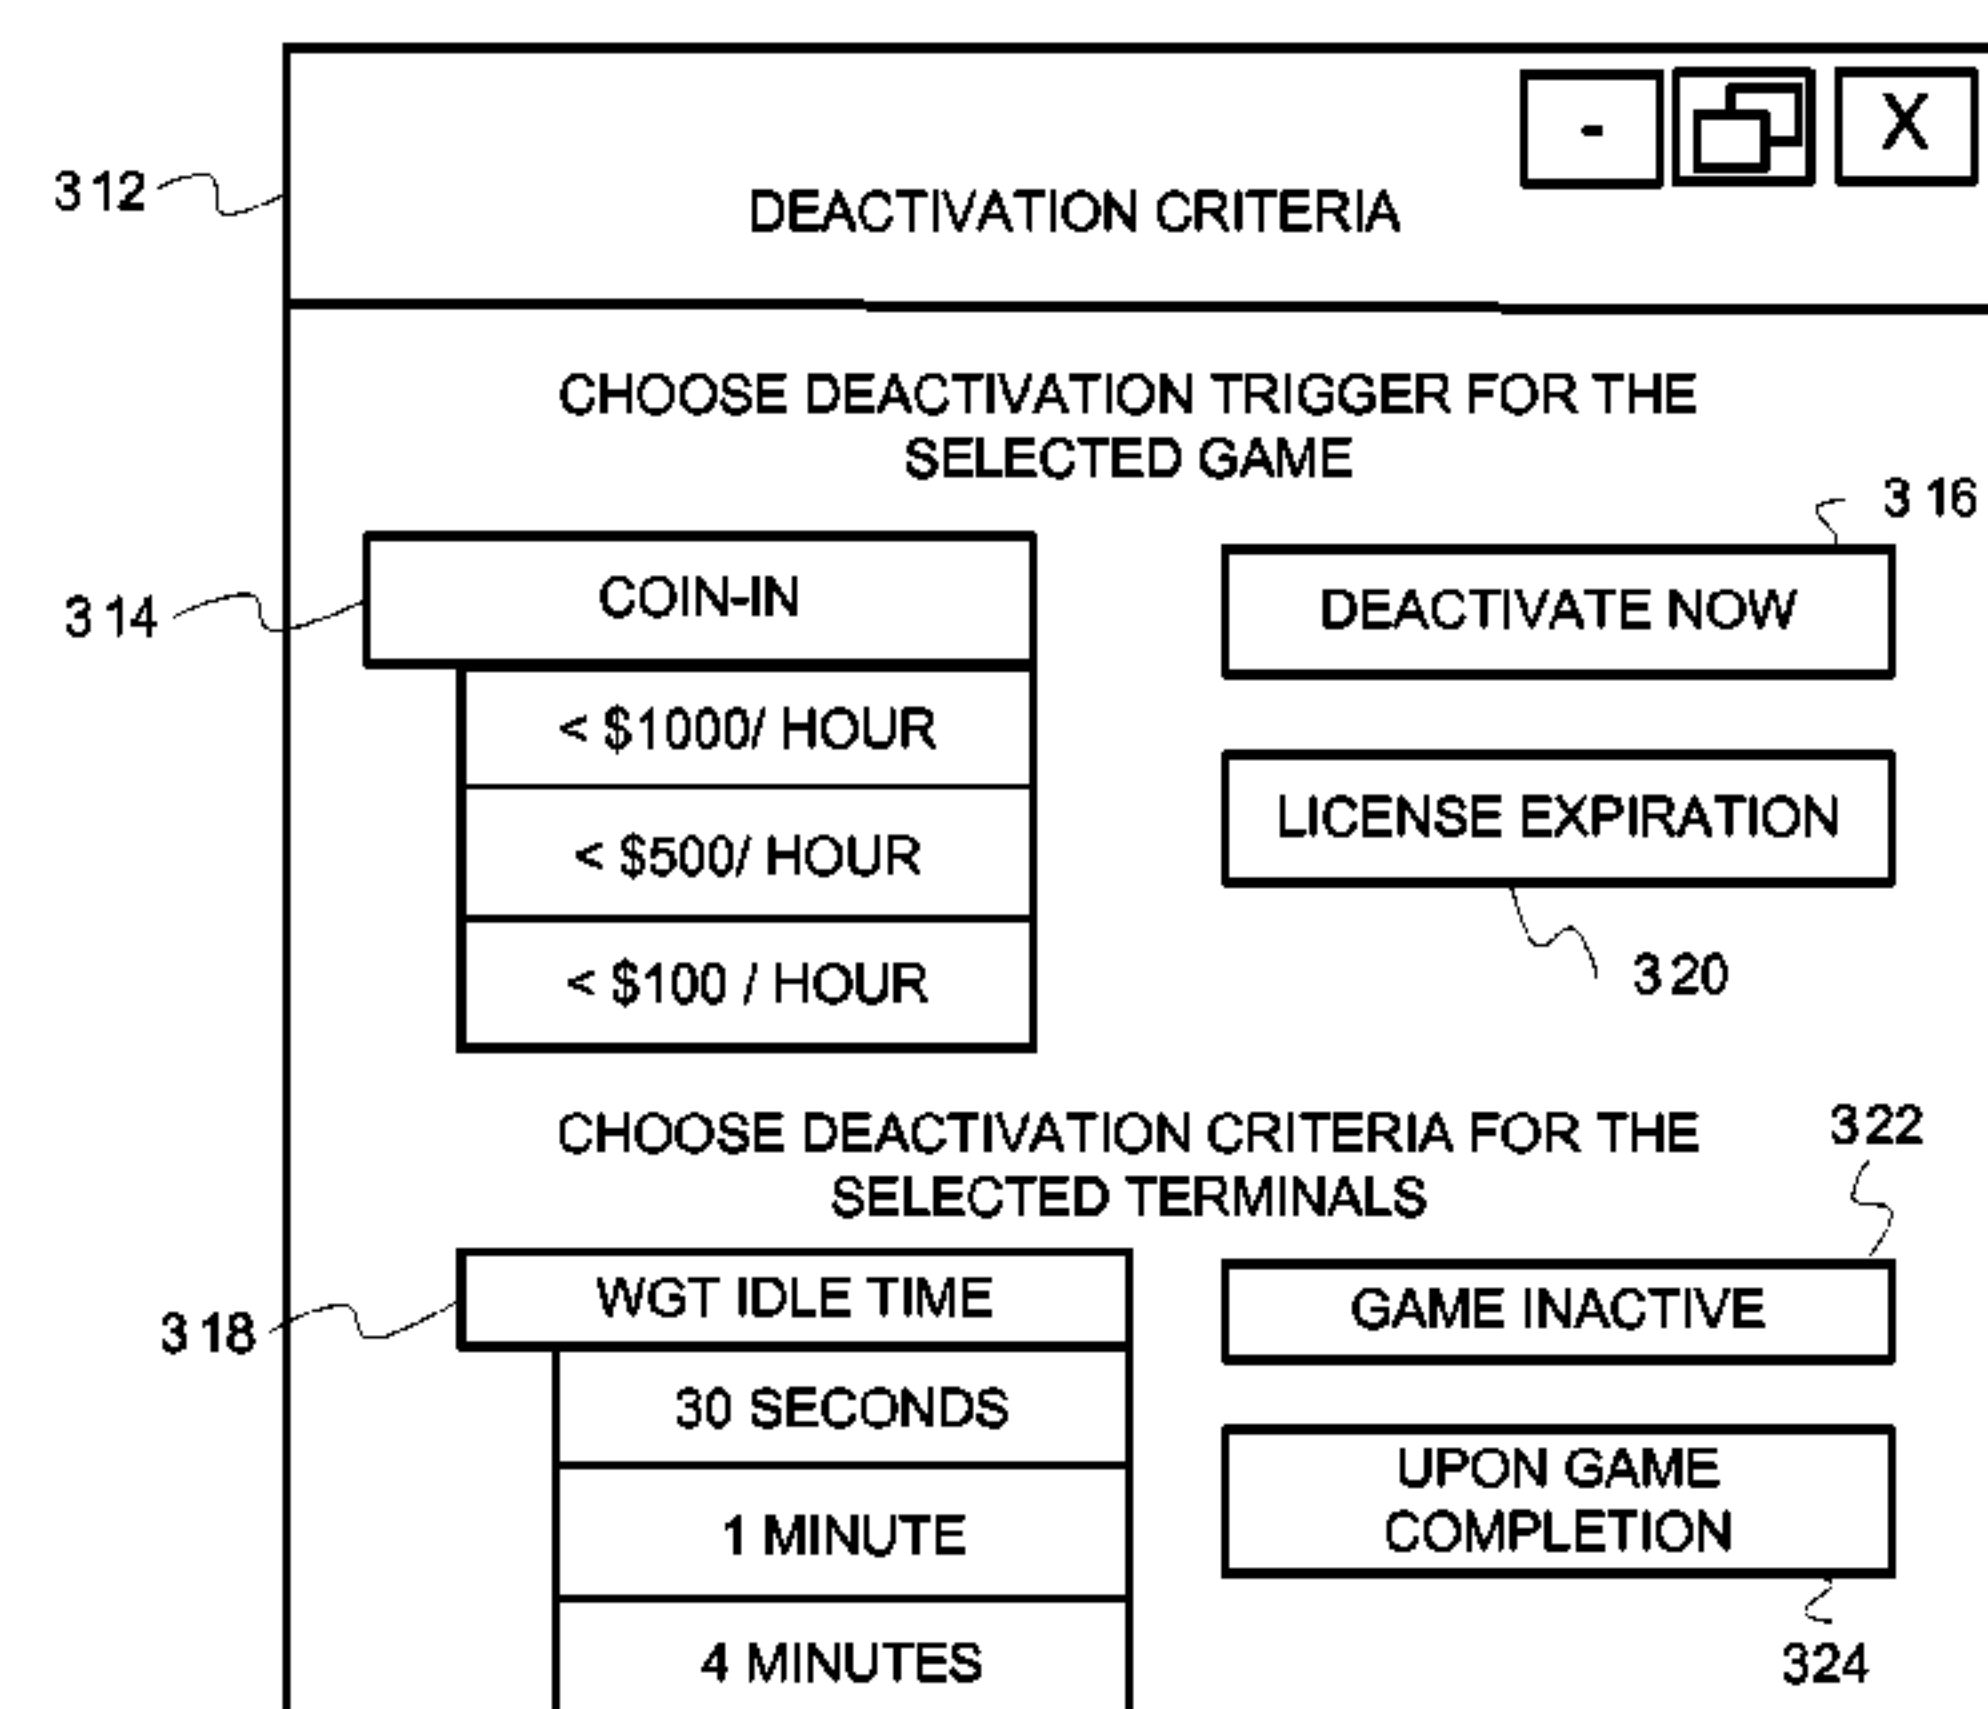 - X
312
DEACTIVATION CRITERIA
CHOOSE DEACTIVATION TRIGGER FOR THE
SELECTED GAME
316
314
COIN-IN
DEACTIVATE NOW
< $1000/ HOUR
< $500/ HOUR
< $100 / HOUR
LICENSE EXPIRATION
320
CHOOSE DEACTIVATION CRITERIA FOR THE
SELECTED TERMINALS
322
318
WGT IDLE TIME
30 SECONDS
1 MINUTE
4 MINUTES
GAME INACTIVE
UPON GAME
COMPLETION
324